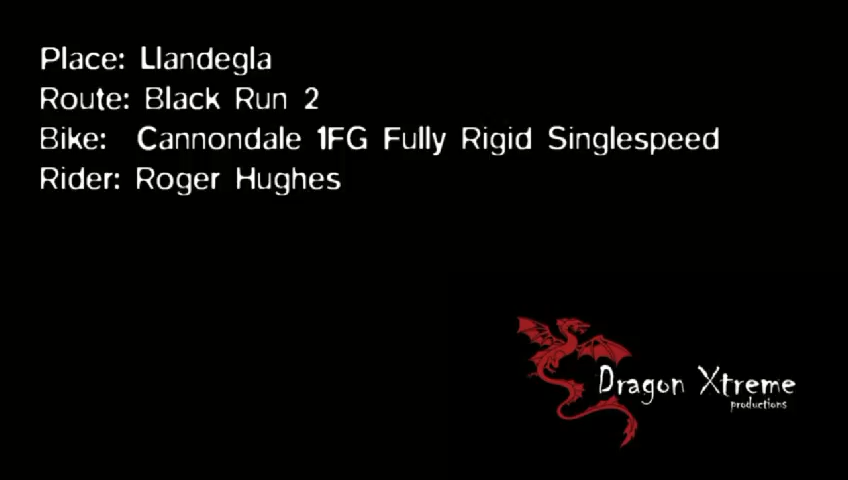 Place: Llandegla
Route: Black Run 2
Bike: Cannondale 1FG Fully Rigid Singlespeed
Rider: Roger Hughes
Dragon Xtreme
productions